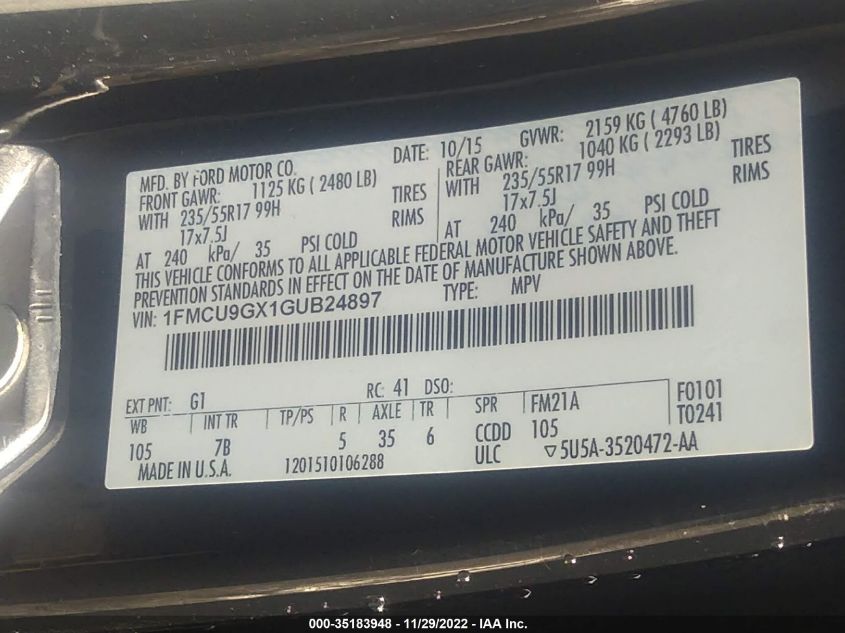 MFD. BY FORD MOTOR CO. DATE: 10/15 GVWR: 2159 KG ( 4760 LB)
FRONT GAWR: 1125 KG ( 2480 LB) REAR GAWR: 1040 KG ( 2293 LB)
WITH 235/55R17 99H TIRES WITH 235/55R17 99H TIRES
17x7.5J RIMS 17x7.5J RIMS
AT 240 kPa/ 35 PSI COLD AT 240 kPa/ 35 PSI COLD
THIS VEHICLE CONFORMS TO ALL APPLICABLE FEDERAL MOTOR VEHICLE SAFETY AND THEFT
PREVENTION STANDARDS IN EFFECT ON THE DATE OF MANUFACTURE SHOWN ABOVE.
VIN: 1FMCU9GX1GUB24897 TYPE: MPV
EXT PNT: G1 RC: 41 DSO: F0101
WB INT TR TP/PS R AXLE TR SPR FM21A T0241
105 7B 5 35 6 CCDD 105
MADE IN U.S.A. 1201510106288 ULC ▽5U5A-3520472-AA
000-35183948 - 11/29/2022 - IAA Inc.